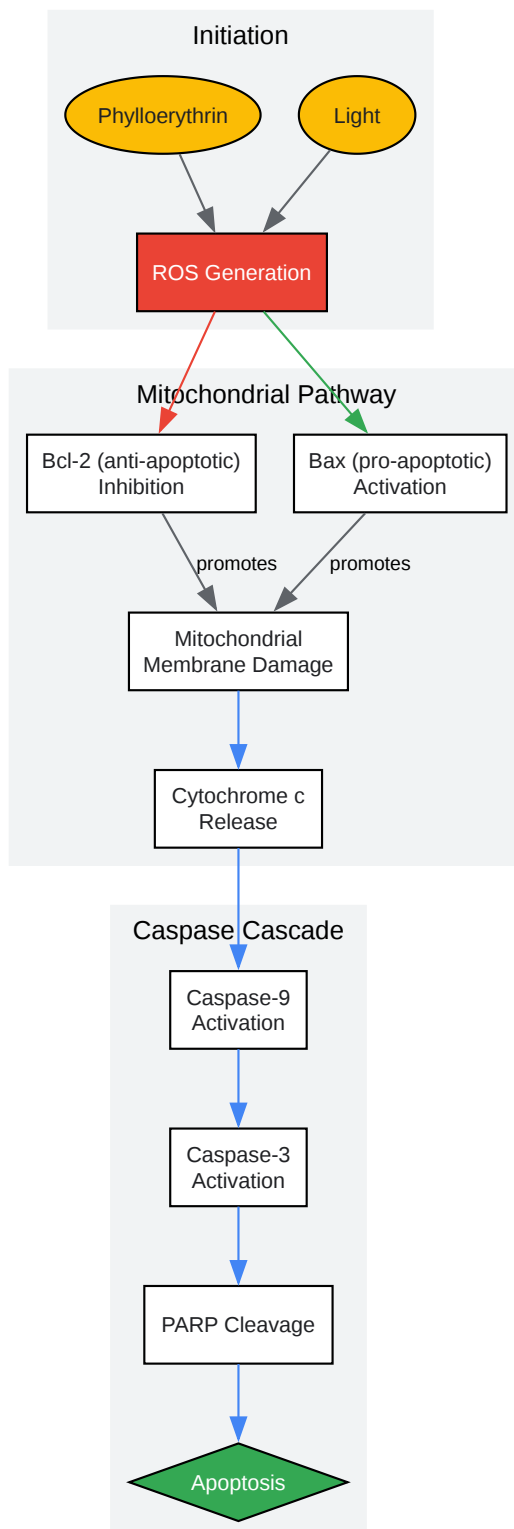 Initiation
Phylloerythrin
Light
ROS Generation
Mitochondrial Pathway
Bcl-2 (anti-apoptotic)
Inhibition
Bax (pro-apoptotic)
Activation
promotes
promotes
Mitochondrial
Membrane Damage
Cytochrome c
Release
Caspase Cascade
Caspase-9
Activation
Caspase-3
Activation
PARP Cleavage
Apoptosis